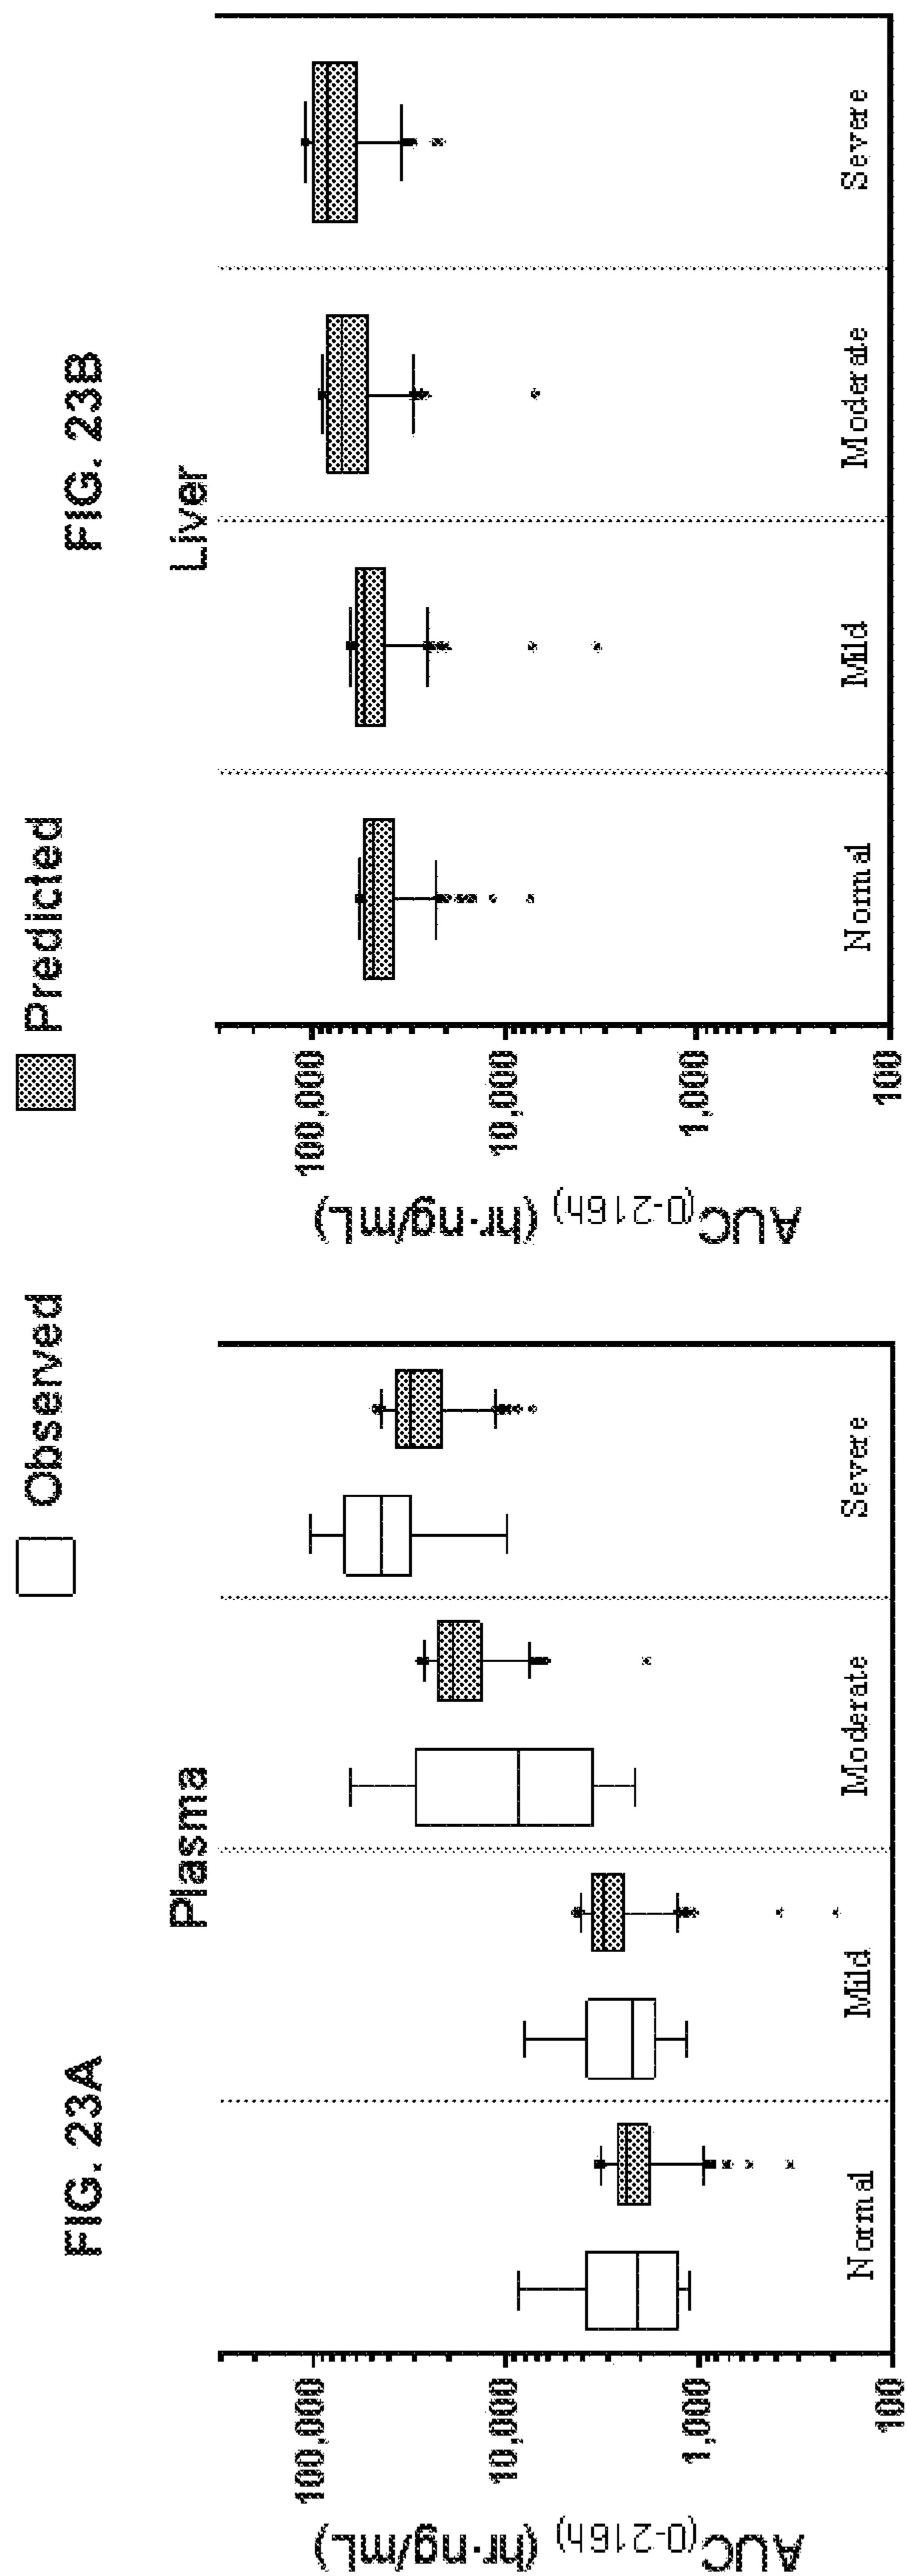 Observed
Predicted
FIG. 23A
Plasma
AUC(0-216h) (hr·ng/mL)
100,000
10,000
1,000
100
Normal
Mild
Moderate
Severe
FIG. 23B
Liver
AUC(0-216h) (hr·ng/mL)
100,000
10,000
1,000
100
Normal
Mild
Moderate
Severe